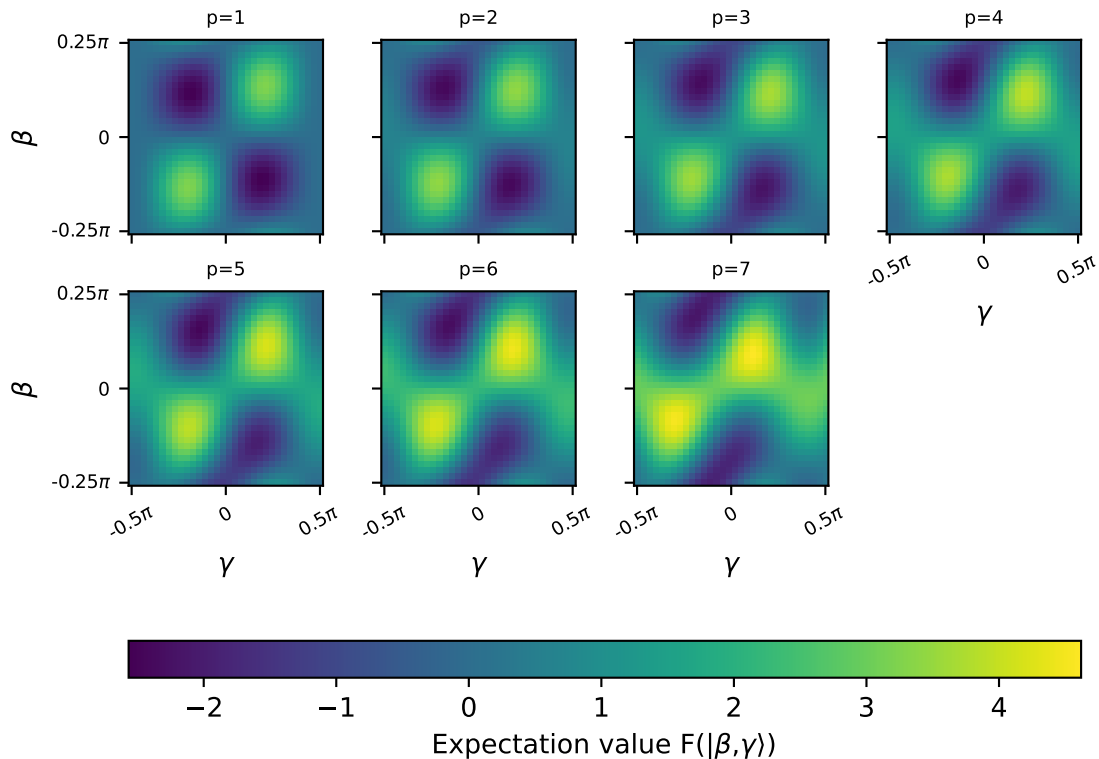 p=1 p=2 p=3 p=4
0.25π
β
0
-0.25π
-0.5π 0 0.5π
γ
p=5 p=6 p=7
0.25π
β
0
-0.25π
-0.5π 0 0.5π -0.5π 0 0.5π -0.5π 0 0.5π
γ γ γ
−2 −1 0 1 2 3 4
Expectation value F(|β,γ⟩)